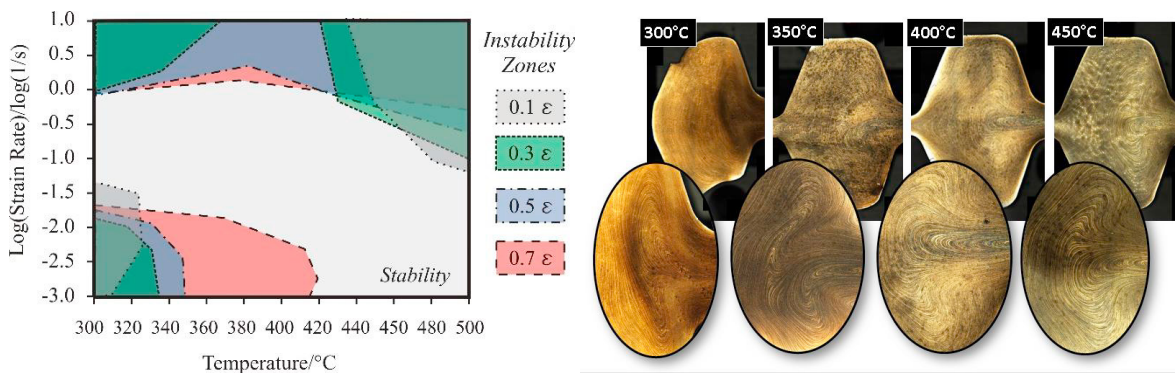 Log(Strain Rate)/log(1/s)
1.0
0.5
0.0
-0.5
-1.0
-1.5
-2.0
-2.5
-3.0
300 320 340 360 380 400 420 440 460 480 500
Temperature/°C
Stability
Instability
Zones
0.1 ε
0.3 ε
0.5 ε
0.7 ε
300°C
350°C
400°C
450°C